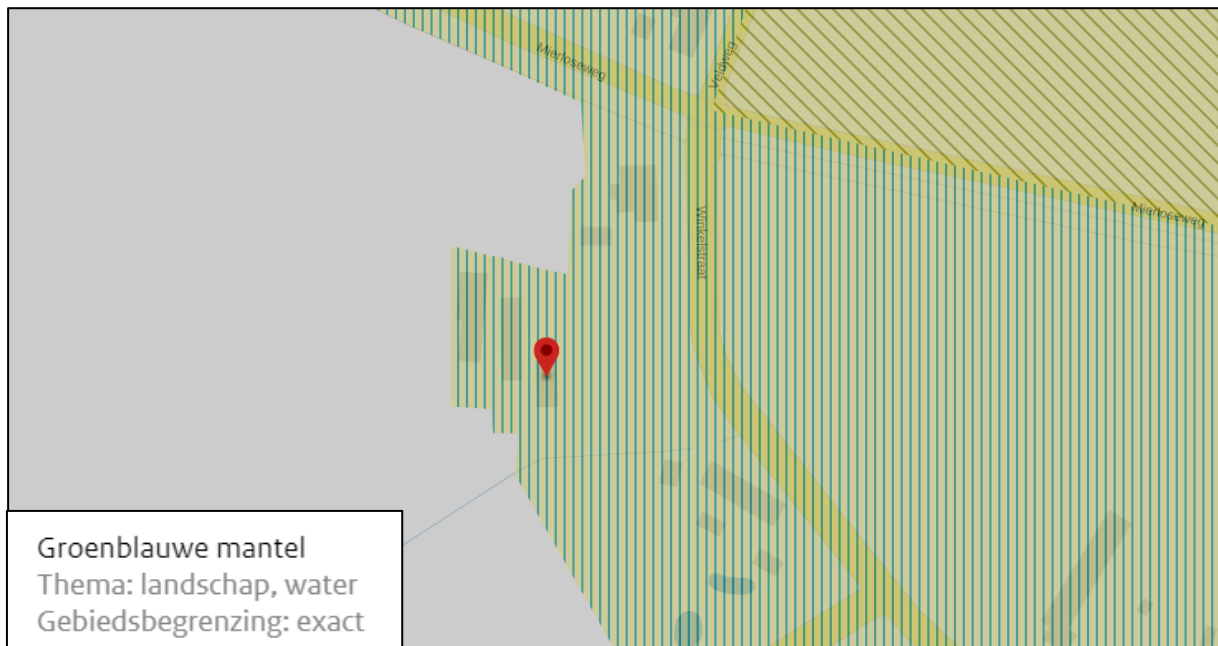 Mierloseweg
Veldweg
Mierloseweg
Winkelstraat
Groenblauwe mantel
Thema: landschap, water
Gebiedsbegrenzing: exact